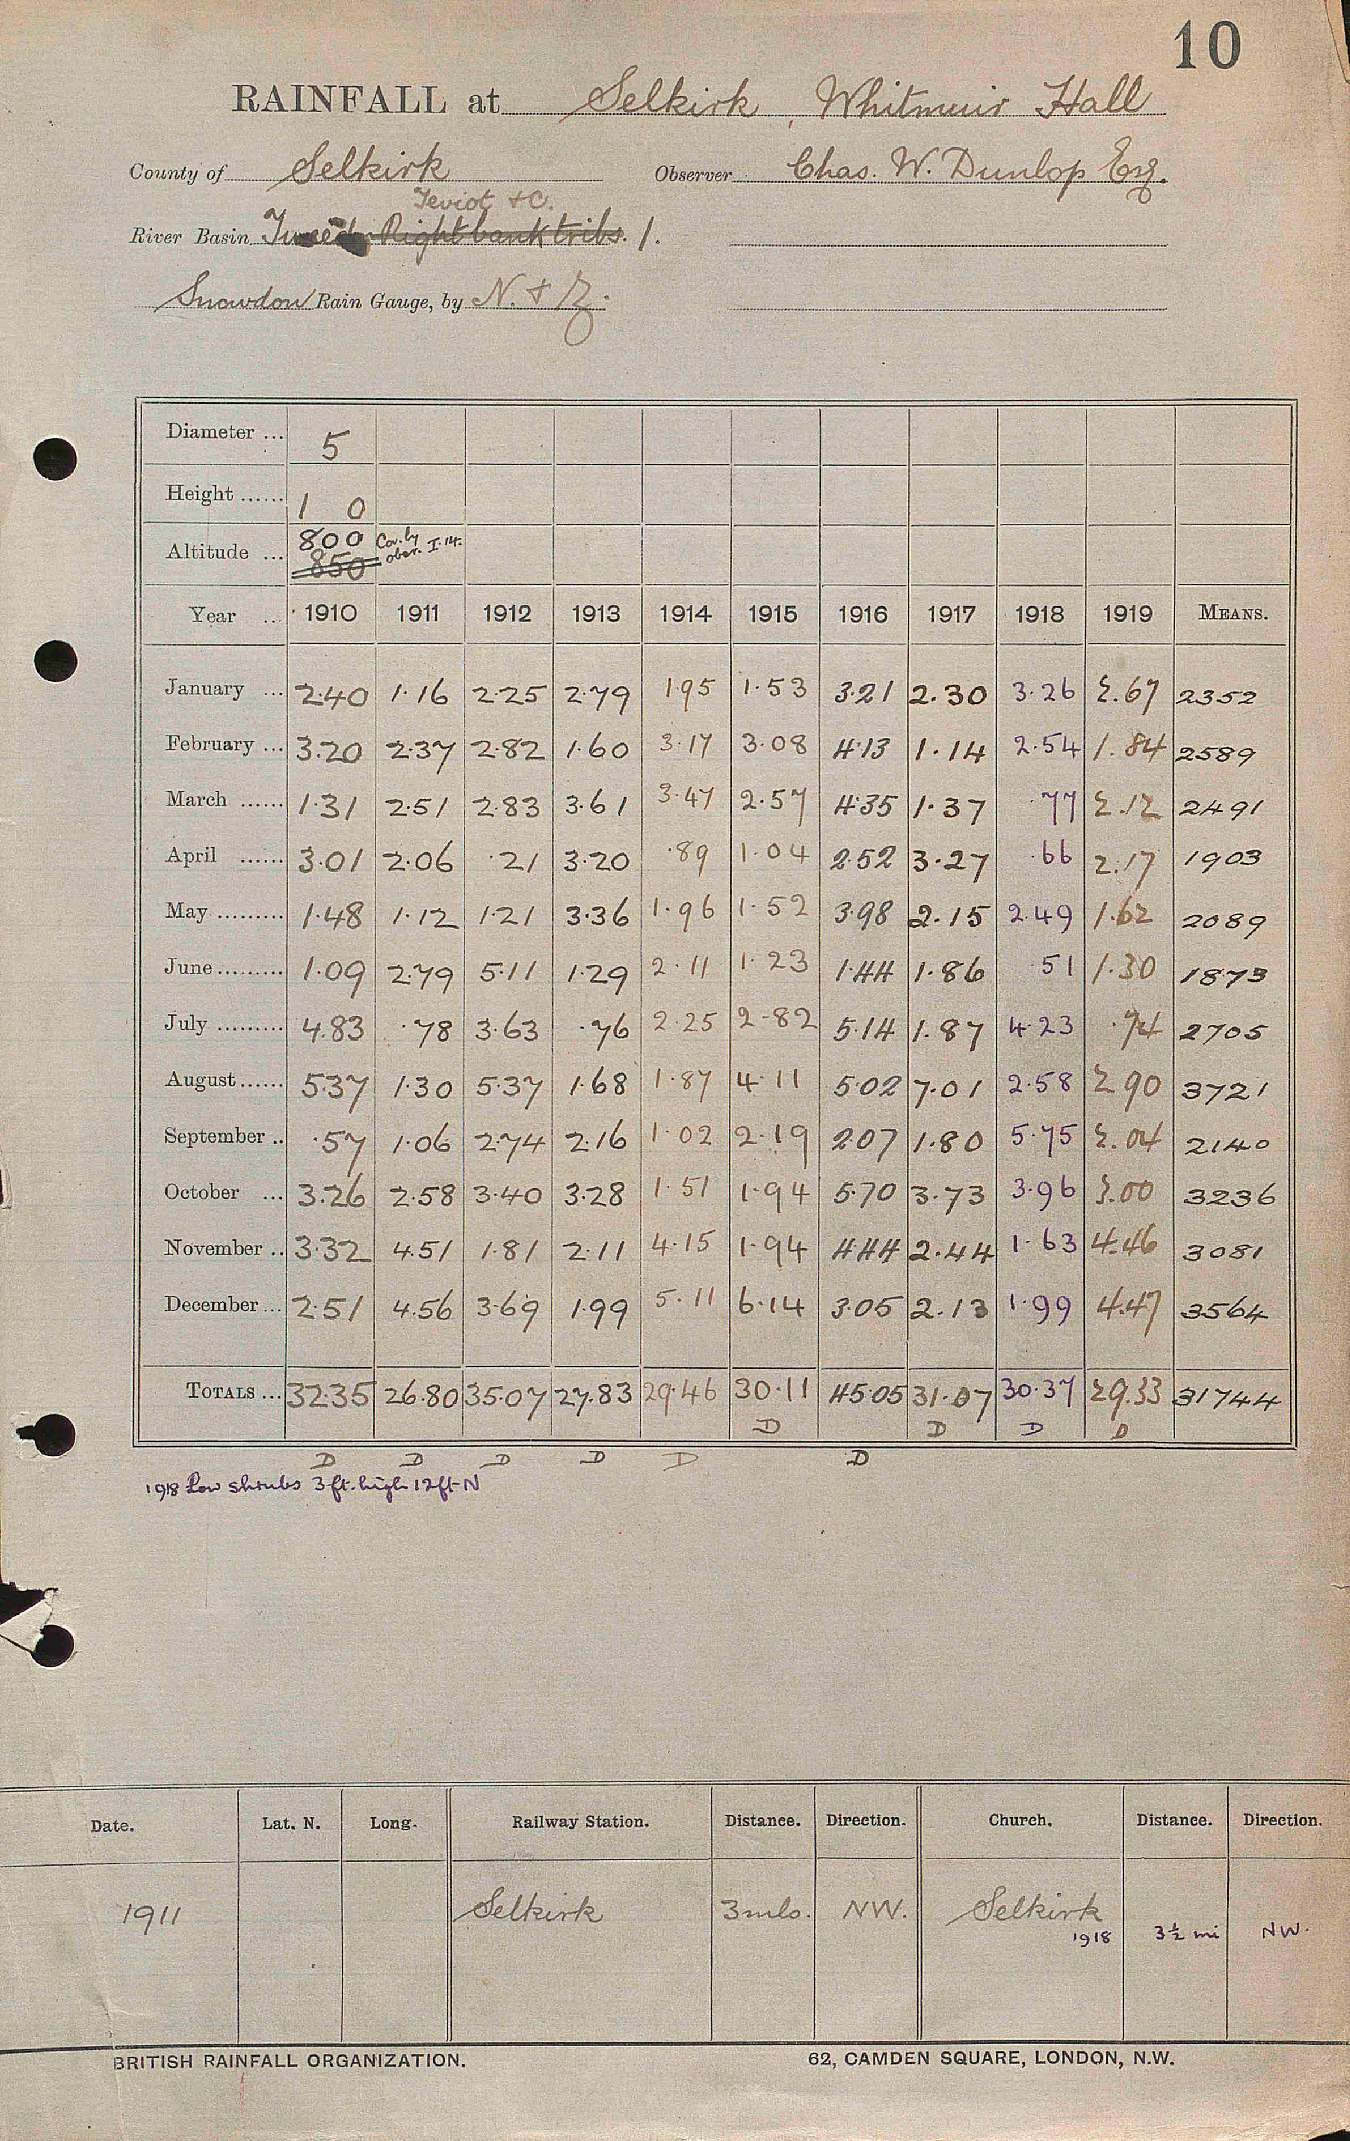 10
RAINFALL at Selkirk, Whitmuir Hall
County of Selkirk Observer Chas. W. Dunlop Esq.
Teviot &C.
River Basin Tweed Right bank tribs. 1.
Snowdon Rain Gauge, by N. & Z.
Diameter ... 5
Height ...... 1 0
Altitude ... 800 Cor. by obsr. I.14.
850
Year ... 1910 1911 1912 1913 1914 1915 1916 1917 1918 1919 MEANS.
January ... 2.40 1.16 2.25 2.79 1.95 1.53 3.21 2.30 3.26 2.67 2352
February ... 3.20 2.37 2.82 1.60 3.17 3.08 4.13 1.14 2.54 1.84 2589
March ...... 1.31 2.51 2.83 3.61 3.47 2.57 4.35 1.37 .77 2.12 2491
April ...... 3.01 2.06 .21 3.20 .89 1.04 2.52 3.27 .66 2.17 1903
May ......... 1.48 1.12 1.21 3.36 1.96 1.52 3.98 2.15 2.49 1.62 2089
June ......... 1.09 2.79 5.11 1.29 2.11 1.23 1.44 1.86 .51 1.30 1873
July ......... 4.83 .78 3.63 .76 2.25 2.82 5.14 1.87 4.23 .74 2705
August ...... 5.37 1.30 5.37 1.68 1.87 4.11 5.02 7.01 2.58 2.90 3721
September .. .57 1.06 2.74 2.16 1.02 2.19 2.07 1.80 5.75 2.04 2140
October ... 3.26 2.58 3.40 3.28 1.51 1.94 5.70 3.73 3.96 3.00 3236
November .. 3.32 4.51 1.81 2.11 4.15 1.94 4.44 2.44 1.63 4.46 3081
December ... 2.51 4.56 3.69 1.99 5.11 6.14 3.05 2.13 1.99 4.47 3564
TOTALS ... 32.35 26.80 35.07 27.83 29.46 30.11 45.05 31.07 30.37 29.33 31744
D D D D
D D D D D D
1918 Low shrubs 3 ft. high 12 ft. N
Date. Lat. N. Long. Railway Station. Distance. Direction. Church. Distance. Direction.
1911 Selkirk 3 mls. NW. Selkirk
1918 3½ mi NW.
BRITISH RAINFALL ORGANIZATION. 62, CAMDEN SQUARE, LONDON, N.W.